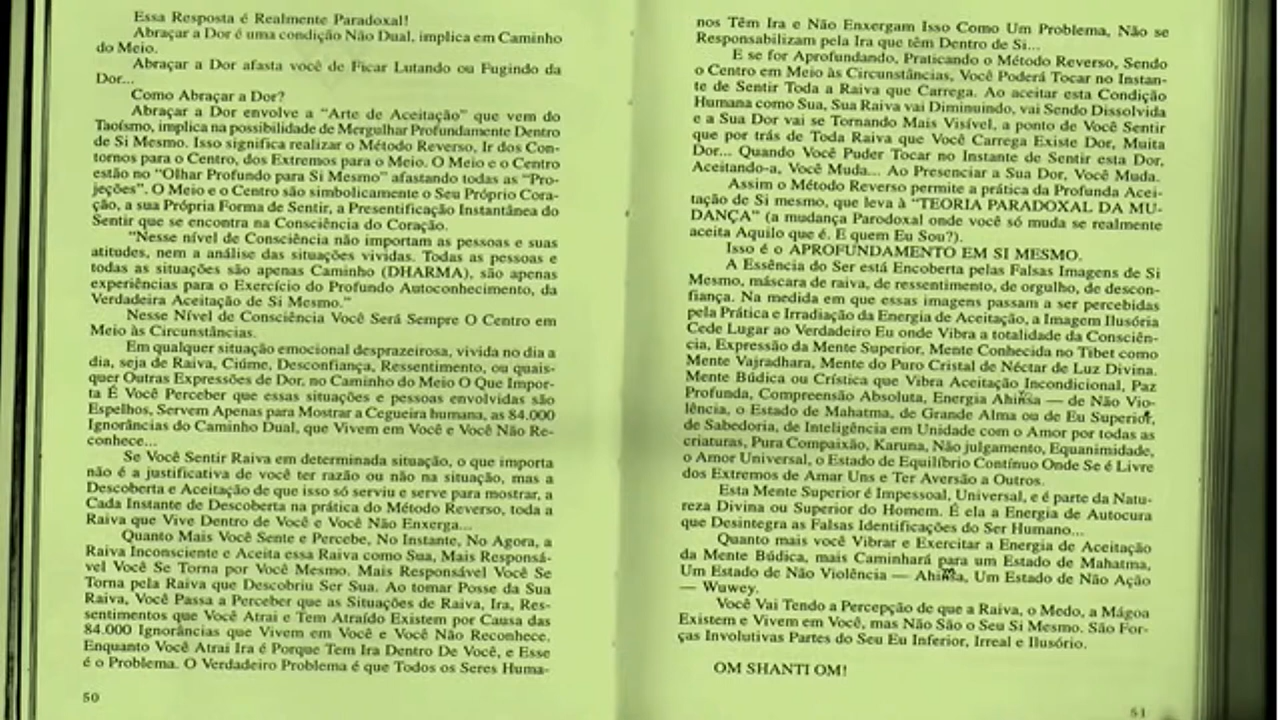 Essa Resposta é Realmente Paradoxal!
Abraçar a Dor é uma condição Não Dual, implica em Caminho
do Meio.
Abraçar a Dor afasta você de Ficar Lutando ou Fugindo da
Dor...
Como Abraçar a Dor?
Abraçar a Dor envolve a “Arte de Aceitação” que vem do
Taoísmo, implica na possibilidade de Mergulhar Profundamente Dentro
de Si Mesmo. Isso significa realizar o Método Reverso, Ir dos Con-
tornos para o Centro, dos Extremos para o Meio. O Meio e o Centro
estão no “Olhar Profundo para Si Mesmo” afastando todas as “Pro-
jeções”. O Meio e o Centro são simbolicamente o Seu Próprio Cora-
ção, a sua Própria Forma de Sentir, a Presentificação Instantânea do
Sentir que se encontra na Consciência do Coração.
“Nesse nível de Consciência não importam as pessoas e suas
atitudes, nem a análise das situações vividas. Todas as pessoas e
todas as situações são apenas Caminho (DHARMA), são apenas
experiências para o Exercício do Profundo Autoconhecimento, da
Verdadeira Aceitação de Si Mesmo.”
Nesse Nível de Consciência Você Será Sempre O Centro em
Meio às Circunstâncias.
Em qualquer situação emocional desprazeirosa, vivida no dia a
dia, seja de Raiva, Ciúme, Desconfiança, Ressentimento, ou quais-
quer Outras Expressões de Dor, no Caminho do Meio O Que Impor-
ta É Você Perceber que essas situações e pessoas envolvidas são
Espelhos, Servem Apenas para Mostrar a Cegueira humana, as 84.000
Ignorâncias do Caminho Dual, que Vivem em Você e Você Não Re-
conhece...
Se Você Sentir Raiva em determinada situação, o que importa
não é a justificativa de você ter razão ou não na situação, mas a
Descoberta e Aceitação de que isso só serviu e serve para mostrar, a
Cada Instante de Descoberta na prática do Método Reverso, toda a
Raiva que Vive Dentro de Você e Você Não Enxerga...
Quanto Mais Você Sente e Percebe, No Instante, No Agora, a
Raiva Inconsciente e Aceita essa Raiva como Sua, Mais Responsá-
vel Você Se Torna por Você Mesmo. Mais Responsável Você Se
Torna pela Raiva que Descobriu Ser Sua. Ao tomar Posse da Sua
Raiva, Você Passa a Perceber que as Situações de Raiva, Ira, Res-
sentimentos que Você Atrai e Tem Atraído Existem por Causa das
84.000 Ignorâncias que Vivem em Você e Você Não Reconhece.
Enquanto Você Atrai Ira é Porque Tem Ira Dentro De Você, e Esse
é o Problema. O Verdadeiro Problema é que Todos os Seres Huma-
50
nos Têm Ira e Não Enxergam Isso Como Um Problema, Não se
Responsabilizam pela Ira que têm Dentro de Si...
E se for Aprofundando, Praticando o Método Reverso, Sendo
o Centro em Meio às Circunstâncias, Você Poderá Tocar no Instan-
te de Sentir Toda a Raiva que Carrega. Ao aceitar esta Condição
Humana como Sua, Sua Raiva vai Diminuindo, vai Sendo Dissolvida
e a Sua Dor vai se Tornando Mais Visível, a ponto de Você Sentir
que por trás de Toda Raiva que Você Carrega Existe Dor, Muita
Dor... Quando Você Puder Tocar no Instante de Sentir esta Dor,
Aceitando-a, Você Muda... Ao Presenciar a Sua Dor, Você Muda.
Assim o Método Reverso permite a prática da Profunda Acei-
tação de Si mesmo, que leva à “TEORIA PARADOXAL DA MU-
DANÇA” (a mudança Parodoxal onde você só muda se realmente
aceita Aquilo que é. E quem Eu Sou?).
Isso é o APROFUNDAMENTO EM SI MESMO.
A Essência do Ser está Encoberta pelas Falsas Imagens de Si
Mesmo, máscara de raiva, de ressentimento, de orgulho, de descon-
fiança. Na medida em que essas imagens passam a ser percebidas
pela Prática e Irradiação da Energia de Aceitação, a Imagem Ilusória
Cede Lugar ao Verdadeiro Eu onde Vibra a totalidade da Consciên-
cia, Expressão da Mente Superior, Mente Conhecida no Tibet como
Mente Vajradhara, Mente do Puro Cristal de Néctar de Luz Divina.
Mente Búdica ou Crística que Vibra Aceitação Incondicional, Paz
Profunda, Compreensão Absoluta, Energia Ahimsa — de Não Vio-
lência, o Estado de Mahatma, de Grande Alma ou de Eu Superior,
de Sabedoria, de Inteligência em Unidade com o Amor por todas as
criaturas, Pura Compaixão, Karuna, Não julgamento, Equanimidade,
o Amor Universal, o Estado de Equilíbrio Contínuo Onde Se é Livre
dos Extremos de Amar Uns e Ter Aversão a Outros.
Esta Mente Superior é Impessoal, Universal, e é parte da Natu-
reza Divina ou Superior do Homem. É ela a Energia de Autocura
que Desintegra as Falsas Identificações do Ser Humano...
Quanto mais você Vibrar e Exercitar a Energia de Aceitação
da Mente Búdica, mais Caminhará para um Estado de Mahatma,
Um Estado de Não Violência — Ahimsa, Um Estado de Não Ação
— Wuwey.
Você Vai Tendo a Percepção de que a Raiva, o Medo, a Mágoa
Existem e Vivem em Você, mas Não São o Seu Si Mesmo. São For-
ças Involutivas Partes do Seu Eu Inferior, Irreal e Ilusório.
OM SHANTI OM!
51